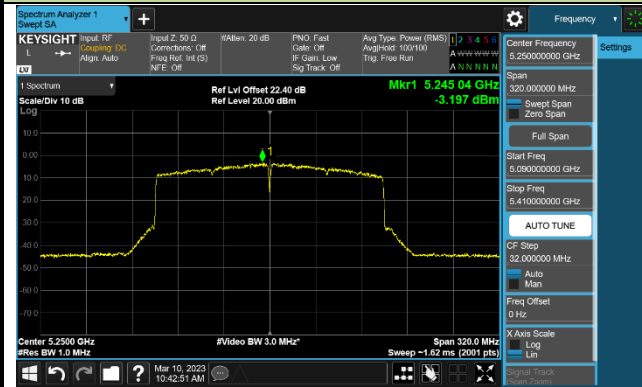 Spectrum Analyzer 1
Swept SA
Frequency
KEYSIGHT
L
LXI
Input: RF
Coupling: DC
Align: Auto
Input Z: 50 Ω
Corrections: Off
Freq Ref: Int (S)
NFE: Off
#Atten: 20 dB
PNO: Fast
Gate: Off
IF Gain: Low
Sig Track: Off
Avg Type: Power (RMS)
Avg|Hold: 100/100
Trig: Free Run
1 2 3 4 5 6
A W W W W W
A N N N N N
1 Spectrum
Scale/Div 10 dB
Log
Ref Lvl Offset 22.40 dB
Ref Level 20.00 dBm
Mkr1 5.245 04 GHz
-3.197 dBm
10.0
0.00
-10.0
-20.0
-30.0
-40.0
-50.0
-60.0
-70.0
1
Center 5.2500 GHz
#Res BW 1.0 MHz
#Video BW 3.0 MHz*
Span 320.0 MHz
Sweep ~1.62 ms (2001 pts)
Mar 10, 2023
10:42:51 AM
Center Frequency
5.250000000 GHz
Span
320.000000 MHz
Swept Span
Zero Span
Full Span
Start Freq
5.090000000 GHz
Stop Freq
5.410000000 GHz
AUTO TUNE
CF Step
32.000000 MHz
Auto
Man
Freq Offset
0 Hz
X Axis Scale
Log
Lin
Signal Track
(Span Zoom)
Settings